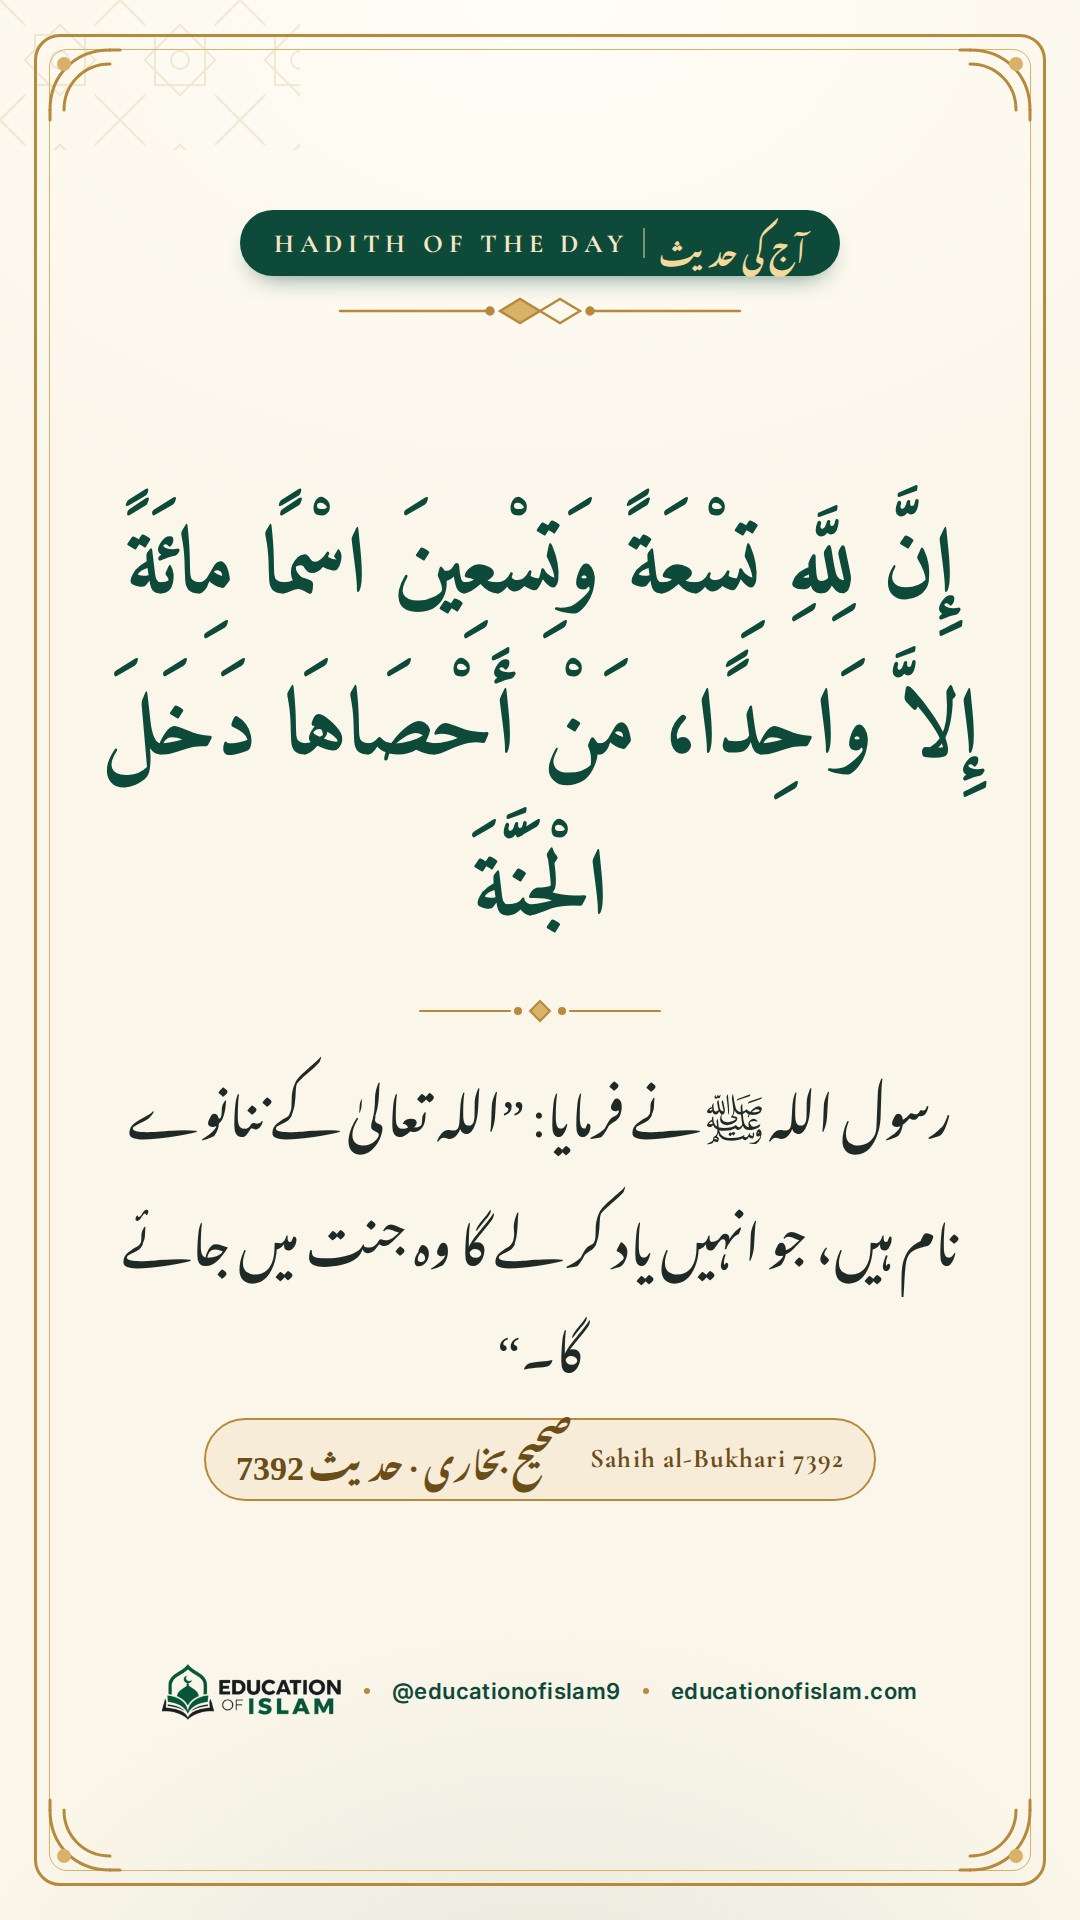 HADITH OF THE DAY | آج کی حدیث
إِنَّ لِلَّهِ تِسْعَةً وَتِسْعِينَ اسْمًا مِائَةً
إِلاَّ وَاحِدًا، مَنْ أَحْصَاهَا دَخَلَ
الْجَنَّةَ
رسول اللہ ﷺ نے فرمایا: ”اللہ تعالیٰ کے ننانوے
نام ہیں، جو انہیں یاد کر لے گا وہ جنت میں جائے
گا۔“
صحیح بخاری · حدیث 7392 Sahih al-Bukhari 7392
EDUCATION OF ISLAM • @educationofislam9 • educationofislam.com